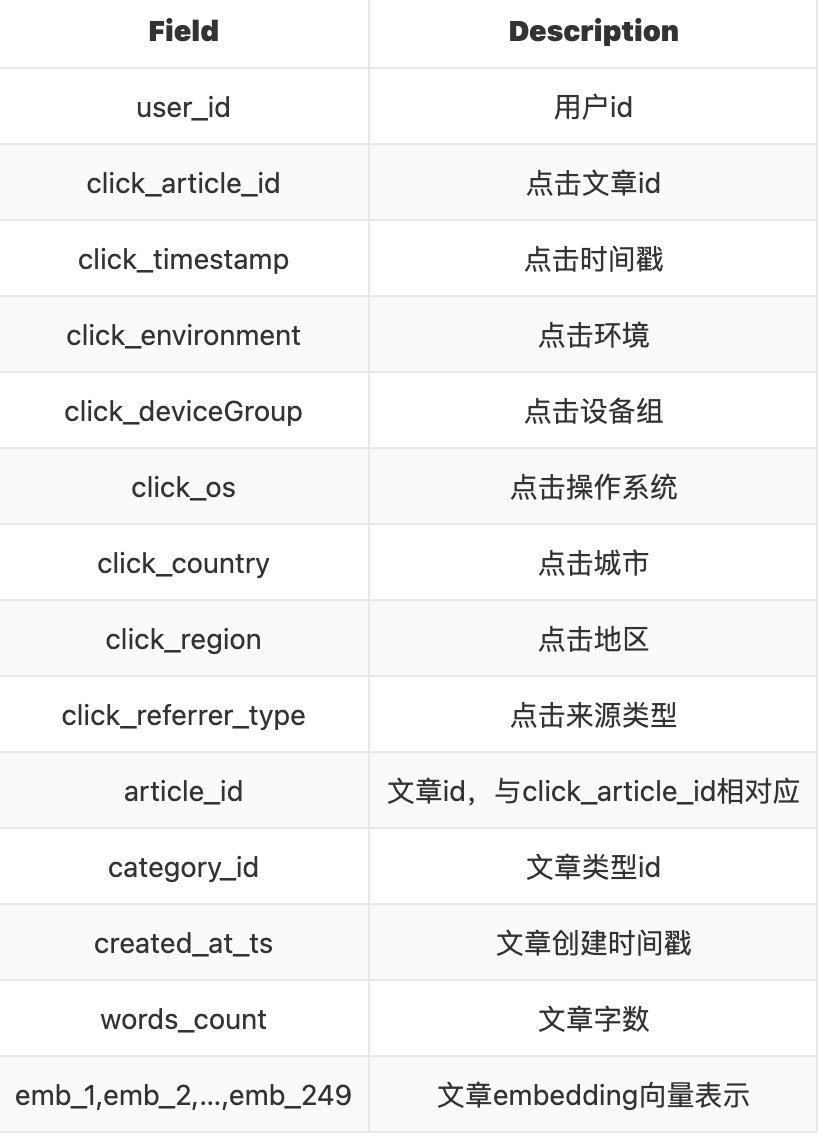 Field Description
user_id 用户id
click_article_id 点击文章id
click_timestamp 点击时间戳
click_environment 点击环境
click_deviceGroup 点击设备组
click_os 点击操作系统
click_country 点击城市
click_region 点击地区
click_referrer_type 点击来源类型
article_id 文章id，与click_article_id相对应
category_id 文章类型id
created_at_ts 文章创建时间戳
words_count 文章字数
emb_1,emb_2,...,emb_249 文章embedding向量表示